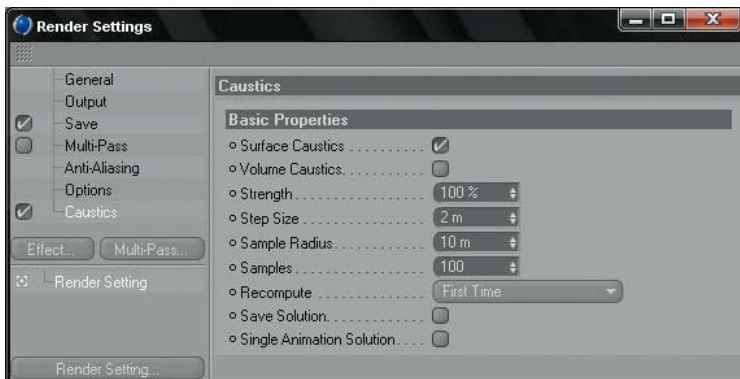 Render Settings
General
Output
Save
Multi-Pass
Anti-Aliasing
Options
Caustics
Effect...
Multi-Pass...
Render Setting
Render Setting...
Caustics
Basic Properties
Surface Caustics . . . . . . . . . .
Volume Caustics. . . . . . . . . .
Strength. . . . . . . . . . . . . . . . 100 %
Step Size . . . . . . . . . . . . . . . 2 m
Sample Radius. . . . . . . . . . . 10 m
Samples. . . . . . . . . . . . . . . . 100
Recompute . . . . . . . . . . . . . First Time
Save Solution. . . . . . . . . . . .
Single Animation Solution. . . .